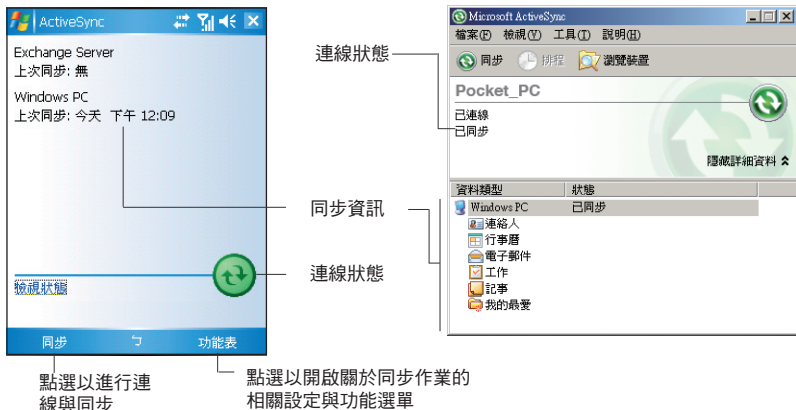 ActiveSync
Exchange Server
上次同步: 無
Windows PC
上次同步: 今天 下午 12:09
檢視狀態
同步 ㄅ 功能表
點選以進行連
線與同步
點選以開啟關於同步作業的
相關設定與功能選單
連線狀態
同步資訊
連線狀態
Microsoft ActiveSync
檔案(F) 檢視(V) 工具(T) 說明(H)
同步 排程 瀏覽裝置
Pocket_PC
已連線
已同步
隱藏詳細資料
資料類型 狀態
Windows PC 已同步
連絡人
行事曆
電子郵件
工作
記事
我的最愛